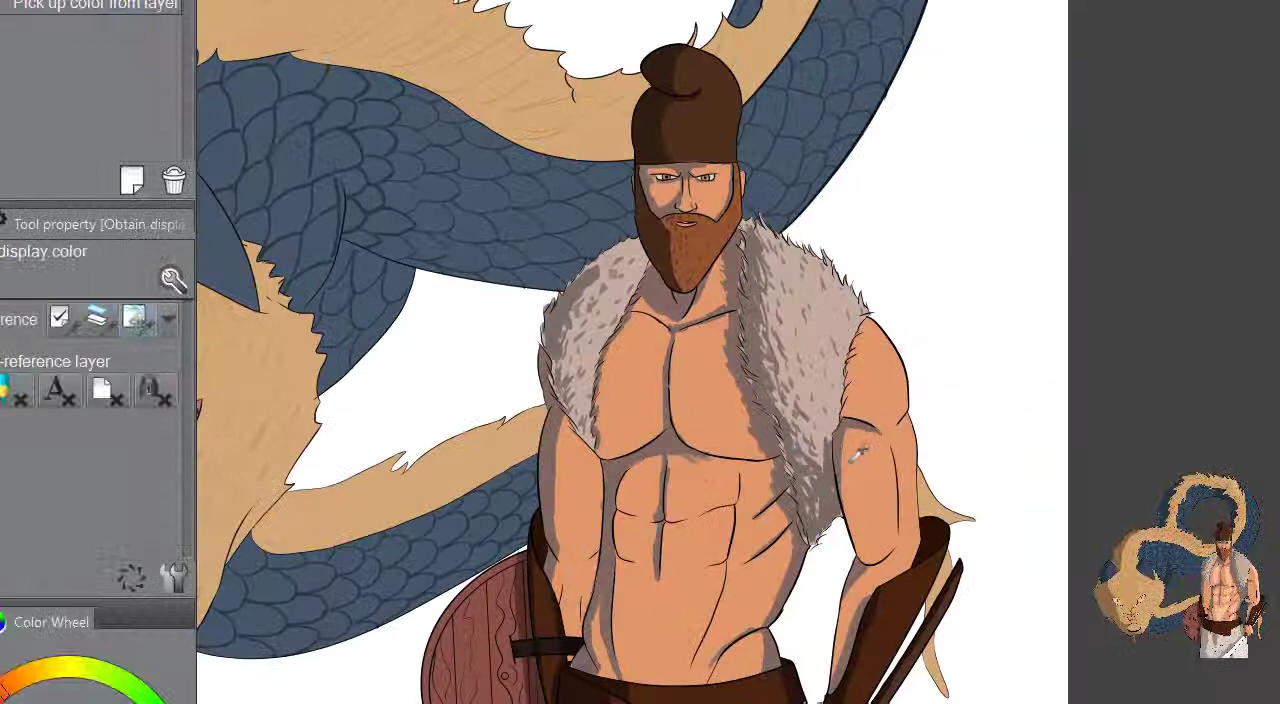 Pick up color from layer
Tool property [Obtain displa
display color
rence
-reference layer
Color Wheel